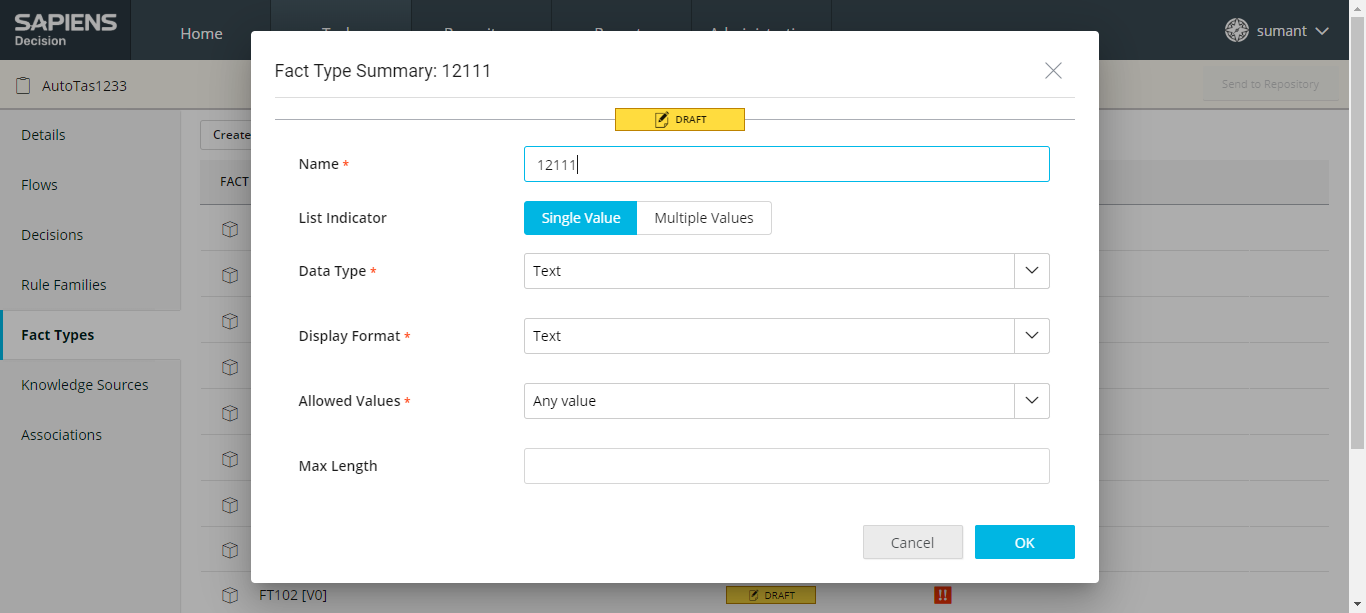 SAPIENS
Decision
Home
sumant
AutoTas1233
Send to Repository
Details
Flows
Decisions
Rule Families
Fact Types
Knowledge Sources
Associations
Create
FACT
Fact Type Summary: 12111
DRAFT
Name *
12111
List Indicator
Single Value
Multiple Values
Data Type *
Text
Display Format *
Text
Allowed Values *
Any value
Max Length
Cancel
OK
FT102 [V0]
DRAFT
!!